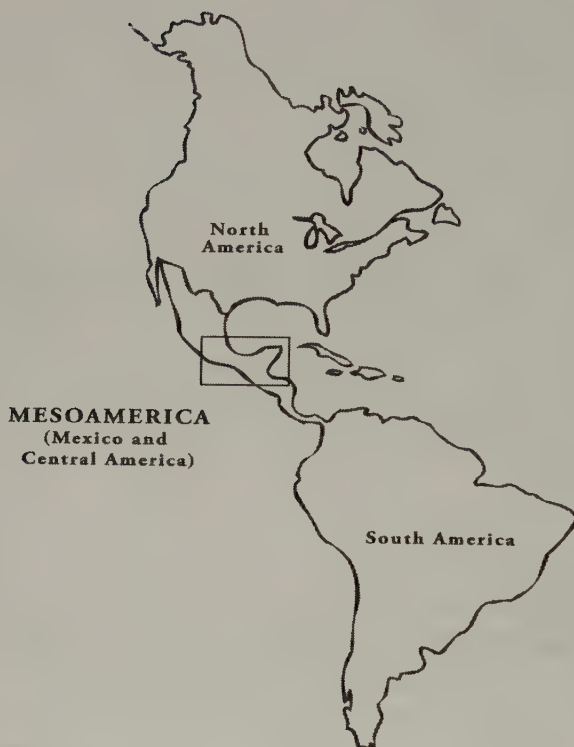 North
America
MESOAMERICA
(Mexico and
Central America)
South America